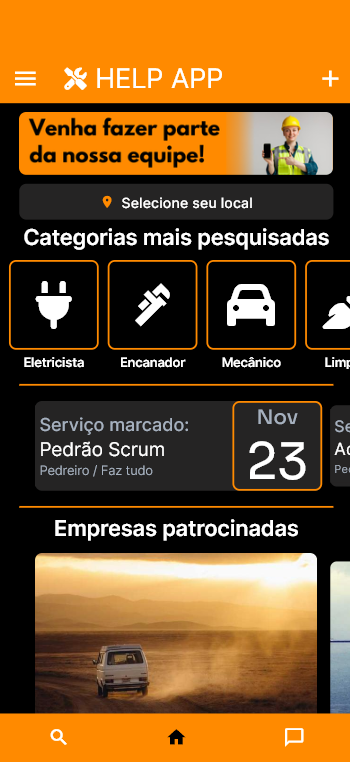 HELP APP
Venha fazer parte
da nossa equipe!
Selecione seu local
Categorias mais pesquisadas
Eletricista
Encanador
Mecânico
Limp
Serviço marcado:
Pedrão Scrum
Pedreiro / Faz tudo
Nov
23
Se
Ad
Ped
Empresas patrocinadas